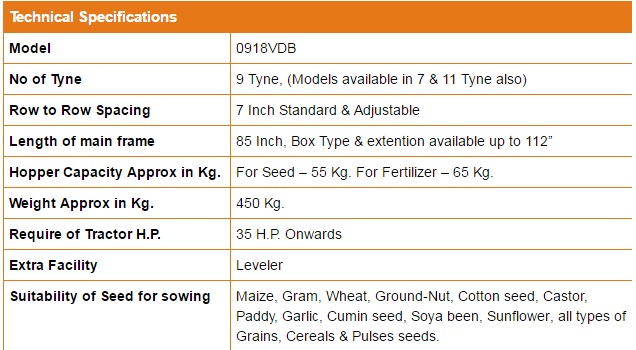 Technical Specifications
Model 0918VDB
No of Tyne 9 Tyne, (Models available in 7 & 11 Tyne also)
Row to Row Spacing 7 Inch Standard & Adjustable
Length of main frame 85 Inch, Box Type & extention available up to 112”
Hopper Capacity Approx in Kg. For Seed – 55 Kg. For Fertilizer – 65 Kg.
Weight Approx in Kg. 450 Kg.
Require of Tractor H.P. 35 H.P. Onwards
Extra Facility Leveler
Suitability of Seed for sowing Maize, Gram, Wheat, Ground-Nut, Cotton seed, Castor,
Paddy, Garlic, Cumin seed, Soya been, Sunflower, all types of
Grains, Cereals & Pulses seeds.